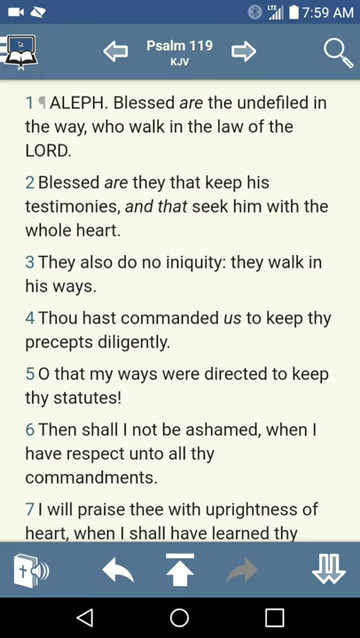 LTE 7:59 AM
Psalm 119
KJV
1 ¶ ALEPH. Blessed are the undefiled in
the way, who walk in the law of the
LORD.
2 Blessed are they that keep his
testimonies, and that seek him with the
whole heart.
3 They also do no iniquity: they walk in
his ways.
4 Thou hast commanded us to keep thy
precepts diligently.
5 O that my ways were directed to keep
thy statutes!
6 Then shall I not be ashamed, when I
have respect unto all thy
commandments.
7 I will praise thee with uprightness of
heart, when I shall have learned thy